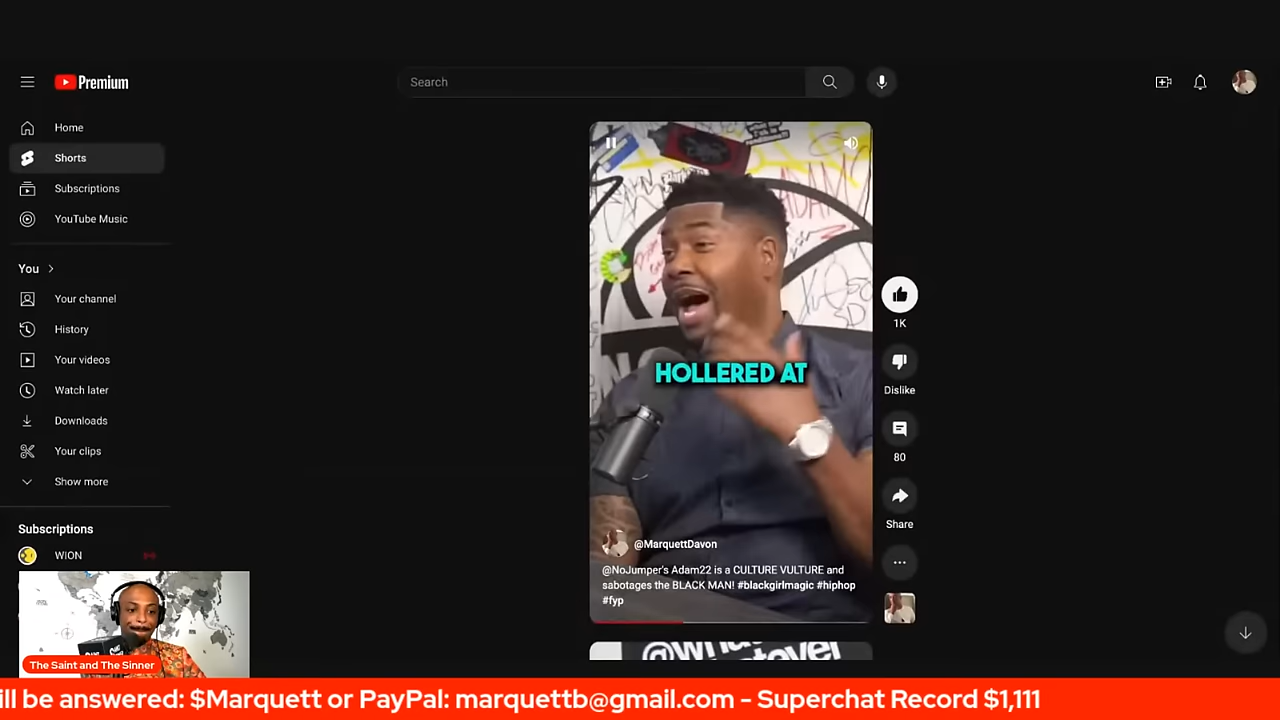 Premium
Search
Home
Shorts
Subscriptions
YouTube Music
You
Your channel
History
Your videos
Watch later
Downloads
Your clips
Show more
Subscriptions
WION
ADAM
HOLLERED AT
1K
Dislike
80
Share
@MarquettDavon
@NoJumper's Adam22 is a CULTURE VULTURE and
sabotages the BLACK MAN! #blackgirlmagic #hiphop
#fyp
The Saint and The Sinner
ill be answered: $Marquett or PayPal: marquettb@gmail.com - Superchat Record $1,111